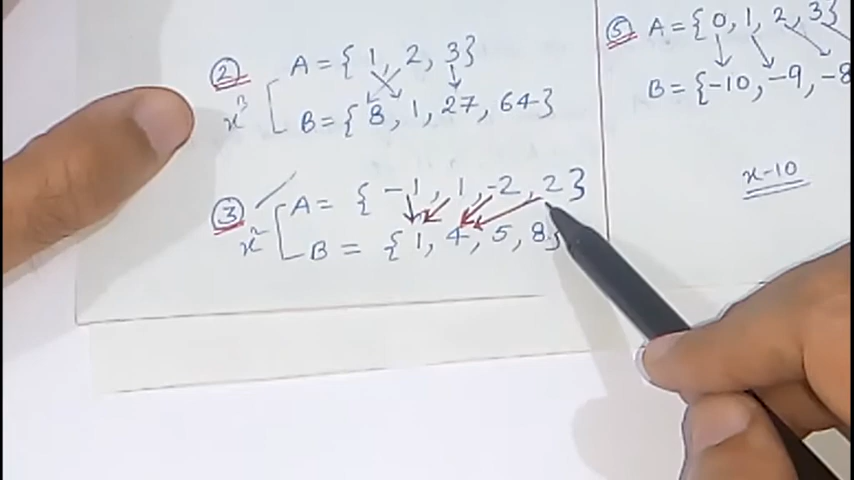 ② A = {1, 2, 3}
x³ B = {8, 1, 27, 64}
③ A = {-1, 1, -2, 2}
x² B = {1, 4, 5, 8}
⑤ A = {0, 1, 2, 3}
B = {-10, -9, -8
x-10